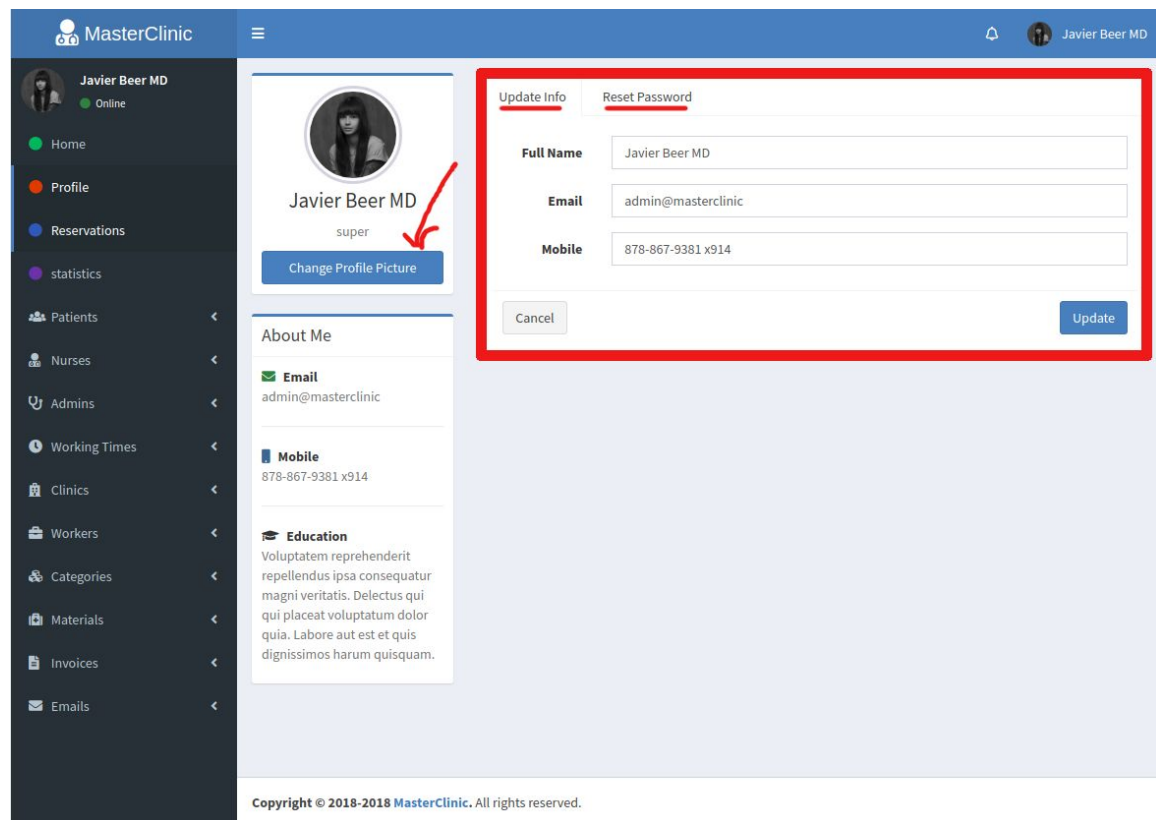 MasterClinic
Javier Beer MD
Javier Beer MD
Online
Home
Profile
Reservations
statistics
Patients
Nurses
Admins
Working Times
Clinics
Workers
Categories
Materials
Invoices
Emails
Javier Beer MD
super
Change Profile Picture
About Me
Email
admin@masterclinic
Mobile
878-867-9381 x914
Education
Voluptatem reprehenderit
repellendus ipsa consequatur
magni veritatis. Delectus qui
qui placeat voluptatum dolor
quia. Labore aut est et quis
dignissimos harum quisquam.
Update Info Reset Password
Full Name Javier Beer MD
Email admin@masterclinic
Mobile 878-867-9381 x914
Cancel Update
Copyright © 2018-2018 MasterClinic. All rights reserved.